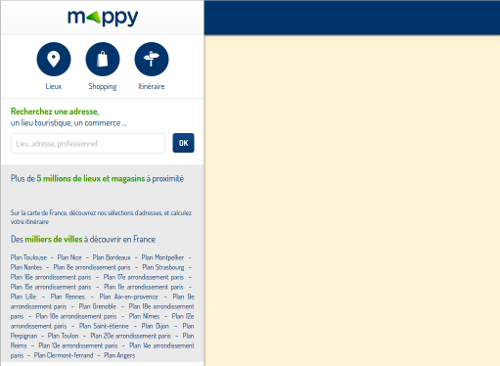 mappy
Lieux Shopping Itinéraire
Recherchez une adresse,
un lieu touristique, un commerce ...
Lieu, adresse, professionnel OK
Plus de 5 millions de lieux et magasins à proximité
Sur la carte de France, découvrez nos sélections d'adresses, et calculez
votre itinéraire
Des milliers de villes à découvrir en France
Plan Toulouse – Plan Nice – Plan Bordeaux – Plan Montpellier –
Plan Nantes – Plan 8e arrondissement paris – Plan Strasbourg –
Plan 16e arrondissement paris – Plan 17e arrondissement paris –
Plan 15e arrondissement paris – Plan 11e arrondissement paris –
Plan Lille – Plan Rennes – Plan Aix-en-provence – Plan 9e
arrondissement paris – Plan Grenoble – Plan 18e arrondissement
paris – Plan 10e arrondissement paris – Plan Nîmes – Plan 12e
arrondissement paris – Plan Saint-étienne – Plan Dijon – Plan
Perpignan – Plan Toulon – Plan 20e arrondissement paris – Plan
Reims – Plan 13e arrondissement paris – Plan 14e arrondissement
paris – Plan Clermont-ferrand – Plan Angers